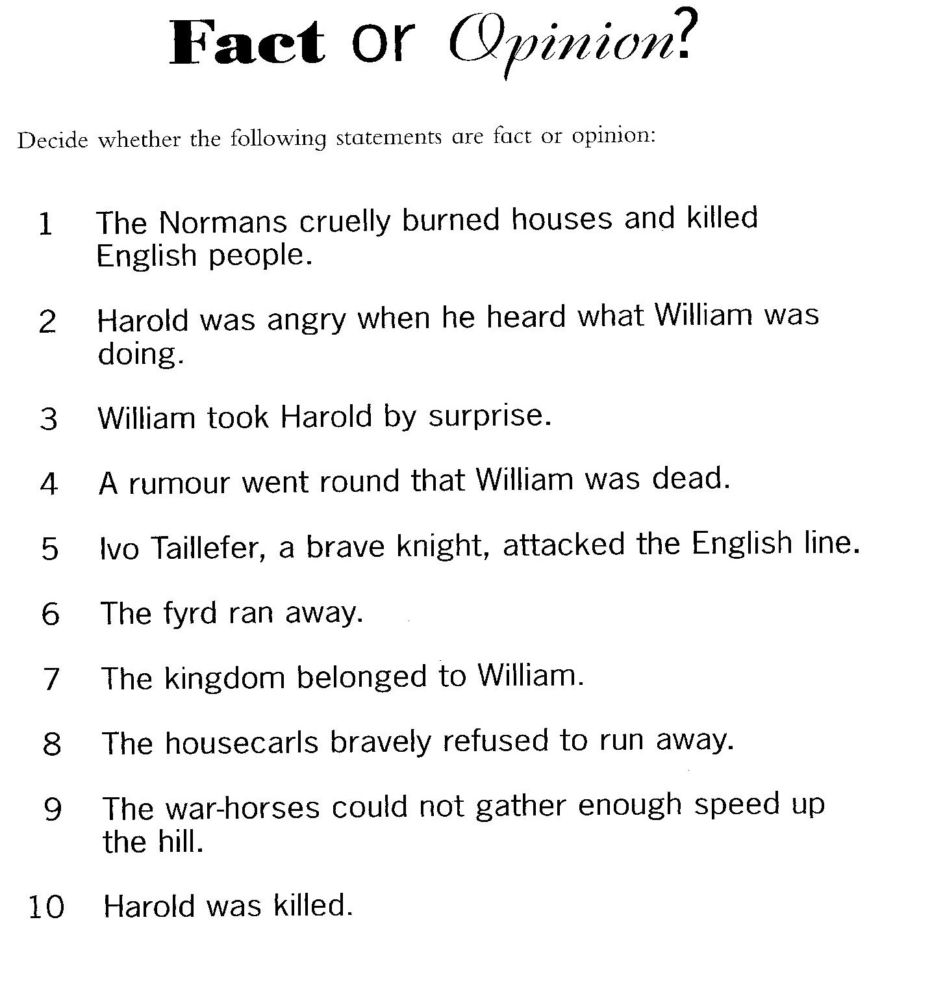 Fact or Opinion?
Decide whether the following statements are fact or opinion:
1 The Normans cruelly burned houses and killed
English people.
2 Harold was angry when he heard what William was
doing.
3 William took Harold by surprise.
4 A rumour went round that William was dead.
5 Ivo Taillefer, a brave knight, attacked the English line.
6 The fyrd ran away.
7 The kingdom belonged to William.
8 The housecarls bravely refused to run away.
9 The war-horses could not gather enough speed up
the hill.
10 Harold was killed.